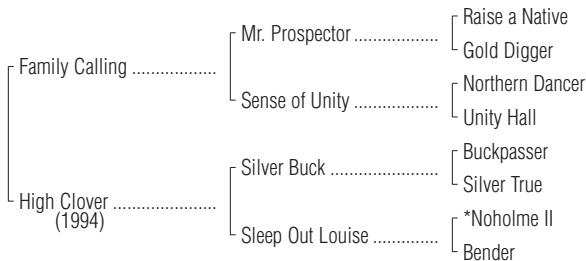 Raise a Native
Mr. Prospector ..................
Gold Digger
Family Calling ..................
Northern Dancer
Sense of Unity ..................
Unity Hall
Buckpasser
Silver Buck .......................
Silver True
High Clover ......................
(1994)
*Noholme II
Sleep Out Louise ..............
Bender